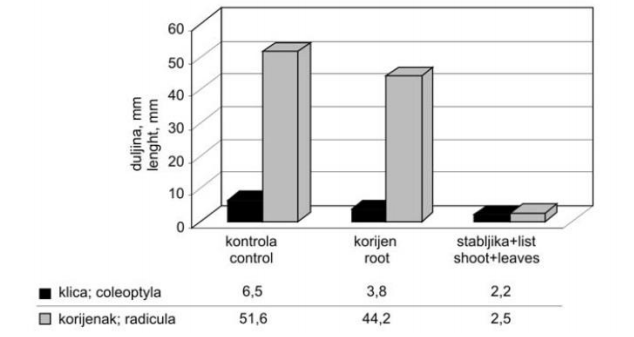 60
50
40
30
20
10
0
duljina, mm
lenght, mm
kontrola korijen stabljika+list
control root shoot+leaves
klica; coleoptyla 6,5 3,8 2,2
korijenak; radicula 51,6 44,2 2,5